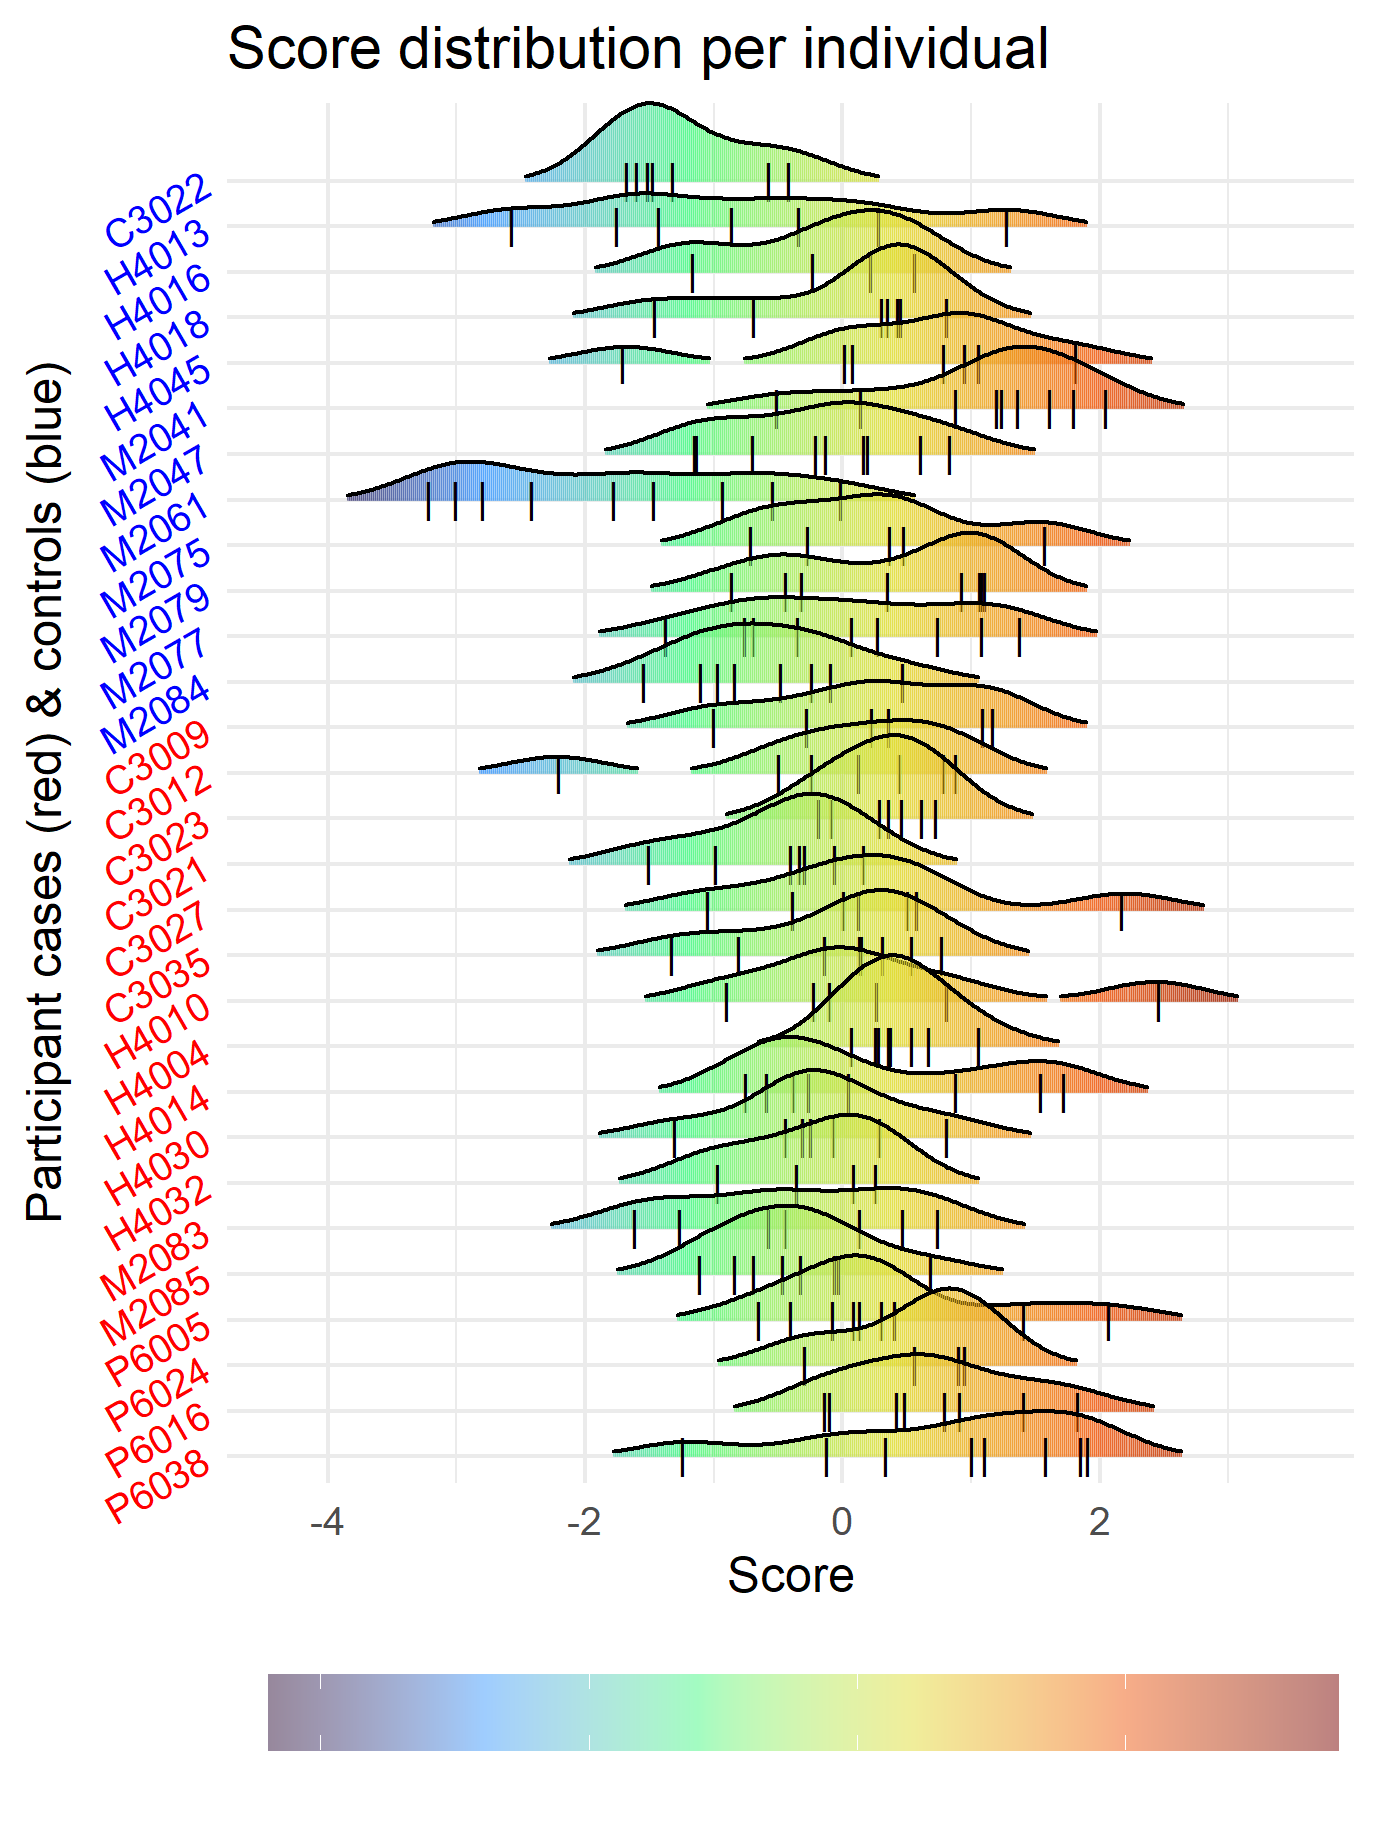 Score distribution per individual
Participant cases (red) & controls (blue)
C3022
H4013
H4016
H4018
H4045
M2041
M2047
M2061
M2075
M2079
M2077
M2084
C3009
C3012
C3023
C3021
C3027
C3035
H4010
H4004
H4014
H4030
H4032
M2083
M2085
P6005
P6024
P6016
P6038
-4 -2 0 2
Score